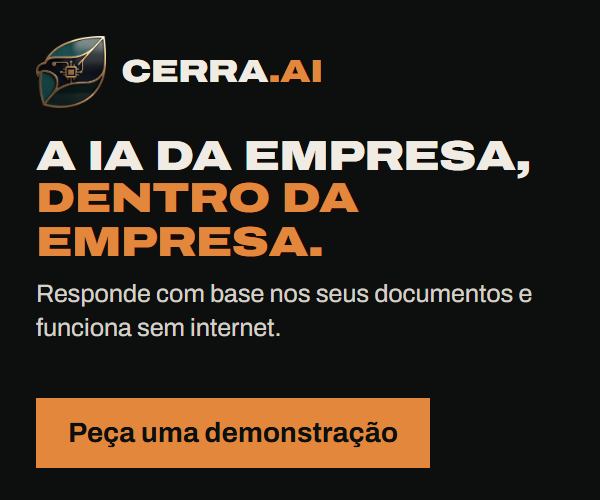 CERRA.AI
A IA DA EMPRESA,
DENTRO DA
EMPRESA.
Responde com base nos seus documentos e
funciona sem internet.
Peça uma demonstração